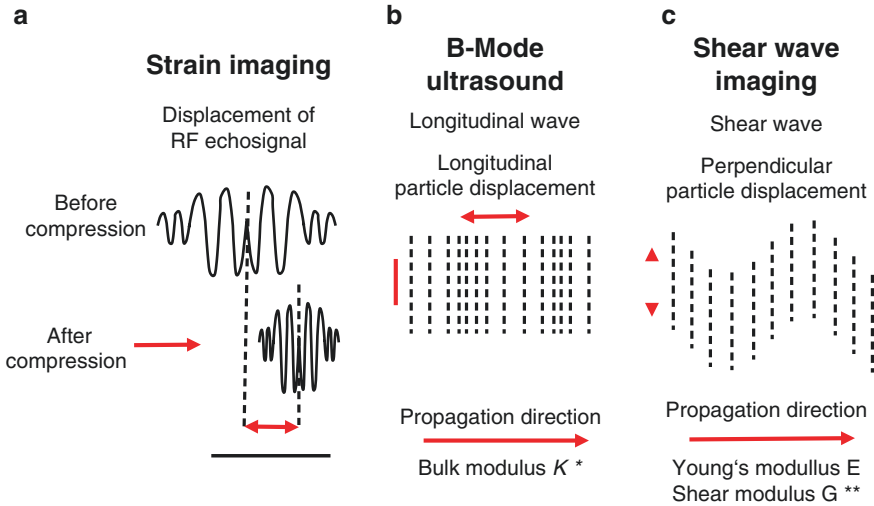 a
Strain imaging
Displacement of
RF echosignal
Before
compression
After
compression
b
B-Mode
ultrasound
Longitudinal wave
Longitudinal
particle displacement
Propagation direction
Bulk modulus K *
c
Shear wave
imaging
Shear wave
Perpendicular
particle displacement
Propagation direction
Young‘s modullus E
Shear modulus G **